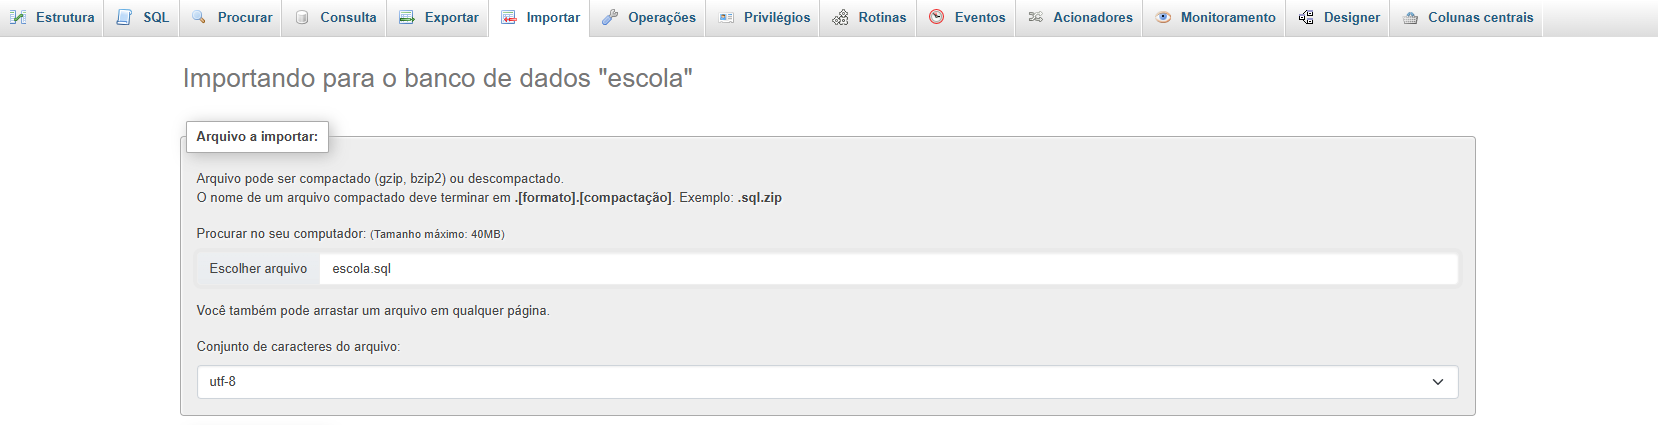 Estrutura SQL Procurar Consulta Exportar Importar Operações Privilégios Rotinas Eventos Acionadores Monitoramento Designer Colunas centrais
Importando para o banco de dados "escola"
Arquivo a importar:
Arquivo pode ser compactado (gzip, bzip2) ou descompactado.
O nome de um arquivo compactado deve terminar em .[formato].[compactação]. Exemplo: .sql.zip
Procurar no seu computador: (Tamanho máximo: 40MB)
Escolher arquivo escola.sql
Você também pode arrastar um arquivo em qualquer página.
Conjunto de caracteres do arquivo:
utf-8